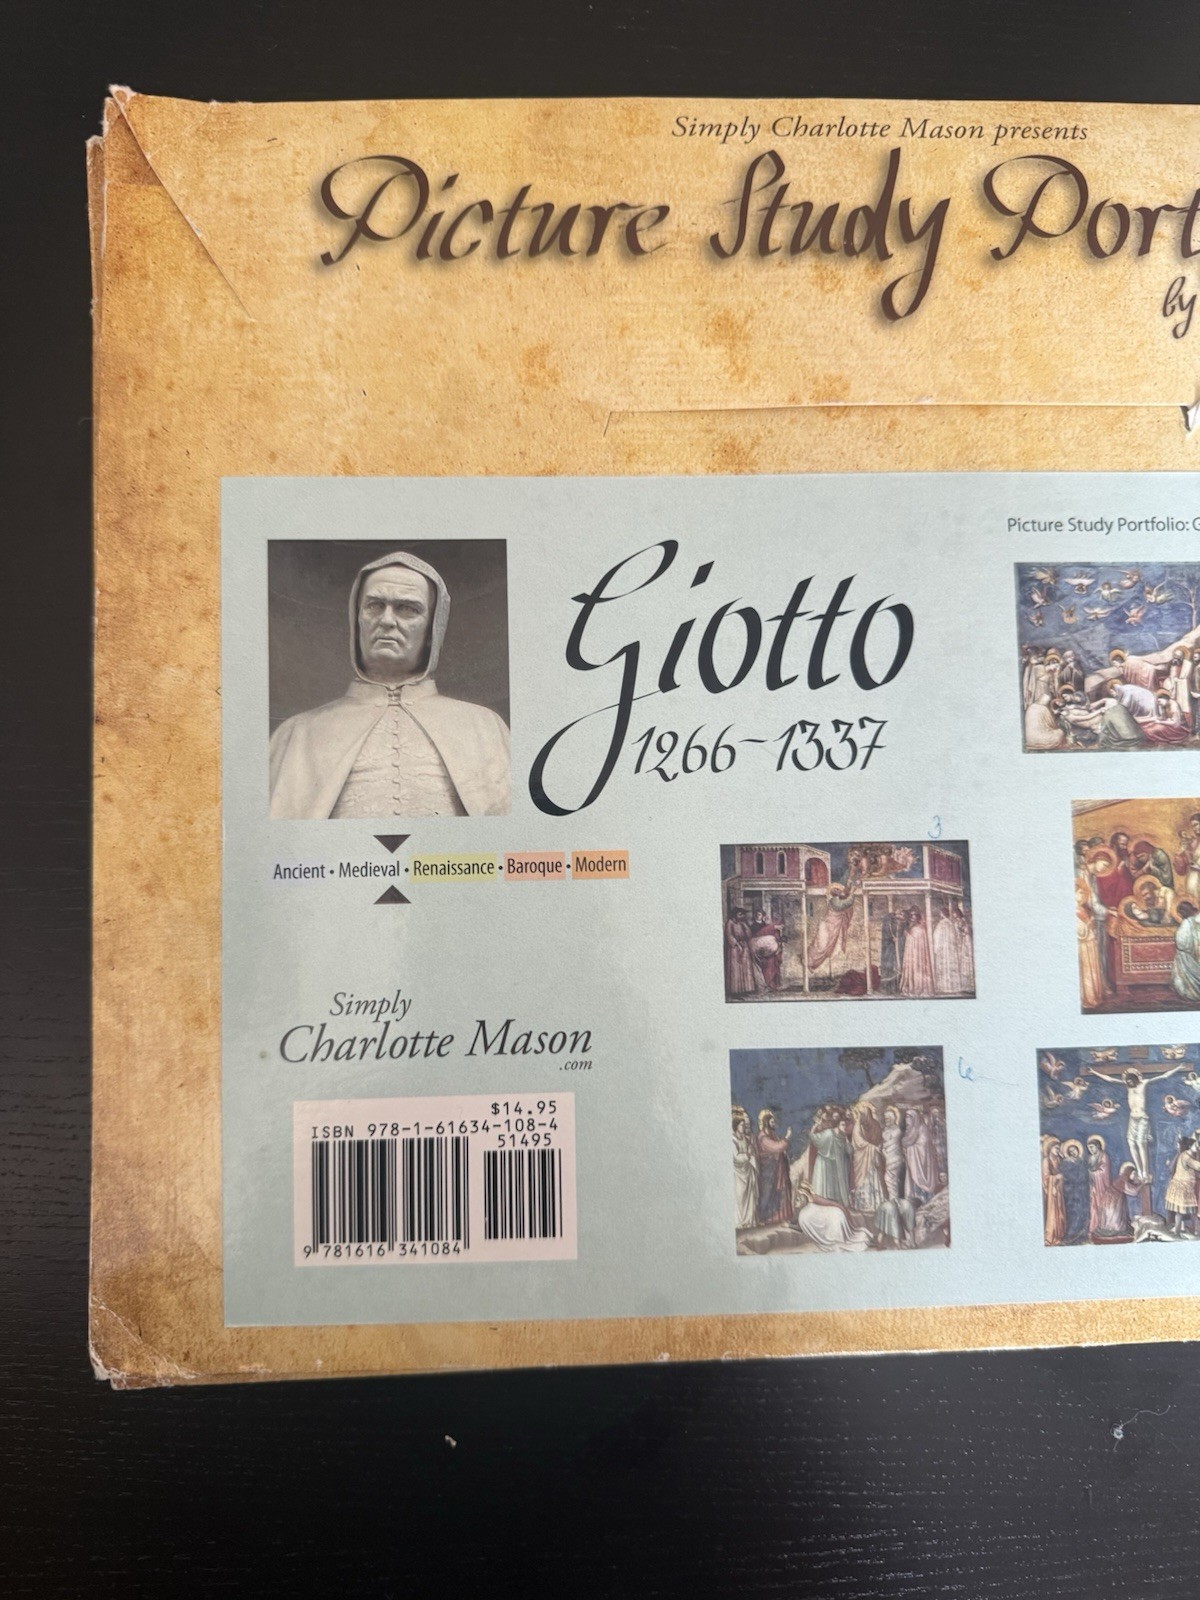 Simply Charlotte Mason presents
Picture Study Port
by
Picture Study Portfolio: G
Giotto
1266–1337
3
Ancient • Medieval • Renaissance • Baroque • Modern
Simply
Charlotte Mason
.com
6
$14.95
ISBN 978-1-61634-108-4
51495
9 781616 341084